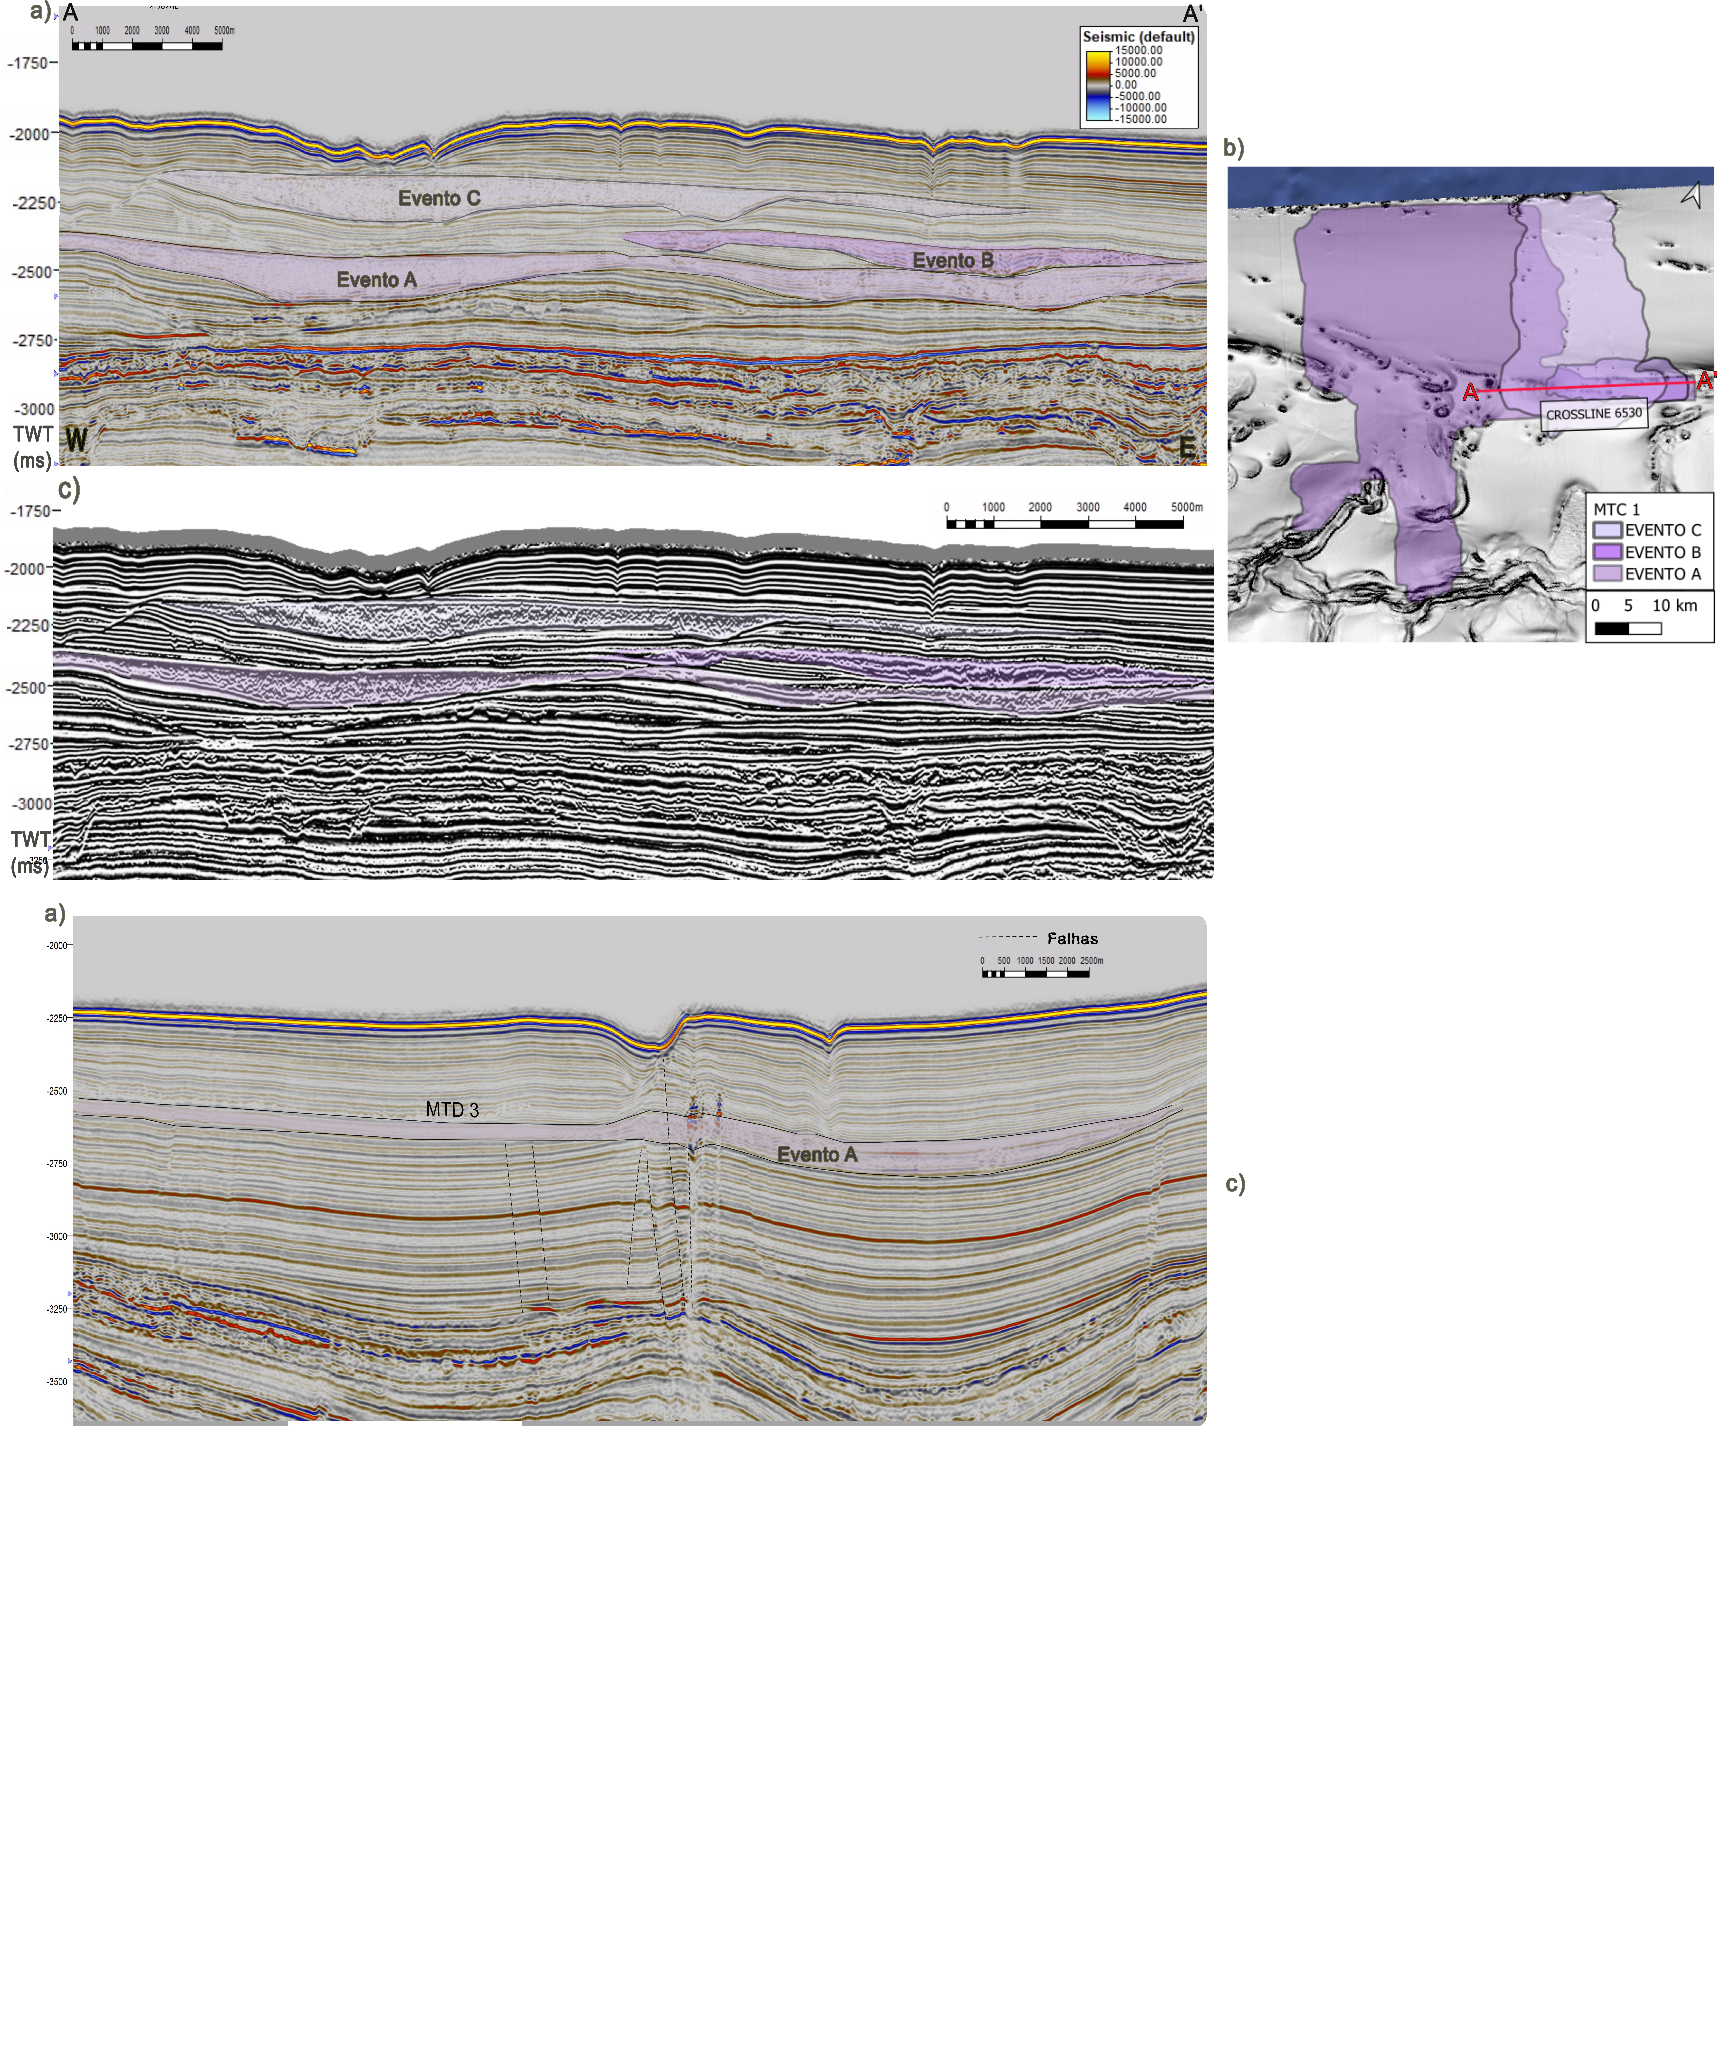 a)
A
A'
0 1000 2000 3000 4000 5000m
Seismic (default)
15000.00
10000.00
5000.00
0.00
-5000.00
-10000.00
-15000.00
-1750
-2000
-2250
-2500
-2750
-3000
TWT
(ms)
W
E
Evento C
Evento B
Evento A
b)
A
A'
CROSSLINE 6530
MTC 1
EVENTO C
EVENTO B
EVENTO A
0 5 10 km
c)
-1750
0 1000 2000 3000 4000 5000m
-2000
-2250
-2500
-2750
-3000
TWT
(ms)
a)
-2000
Falhas
0 500 1000 1500 2000 2500m
-2250
-2500
MTD 3
Evento A
-2750
-3000
-3250
-3500
c)